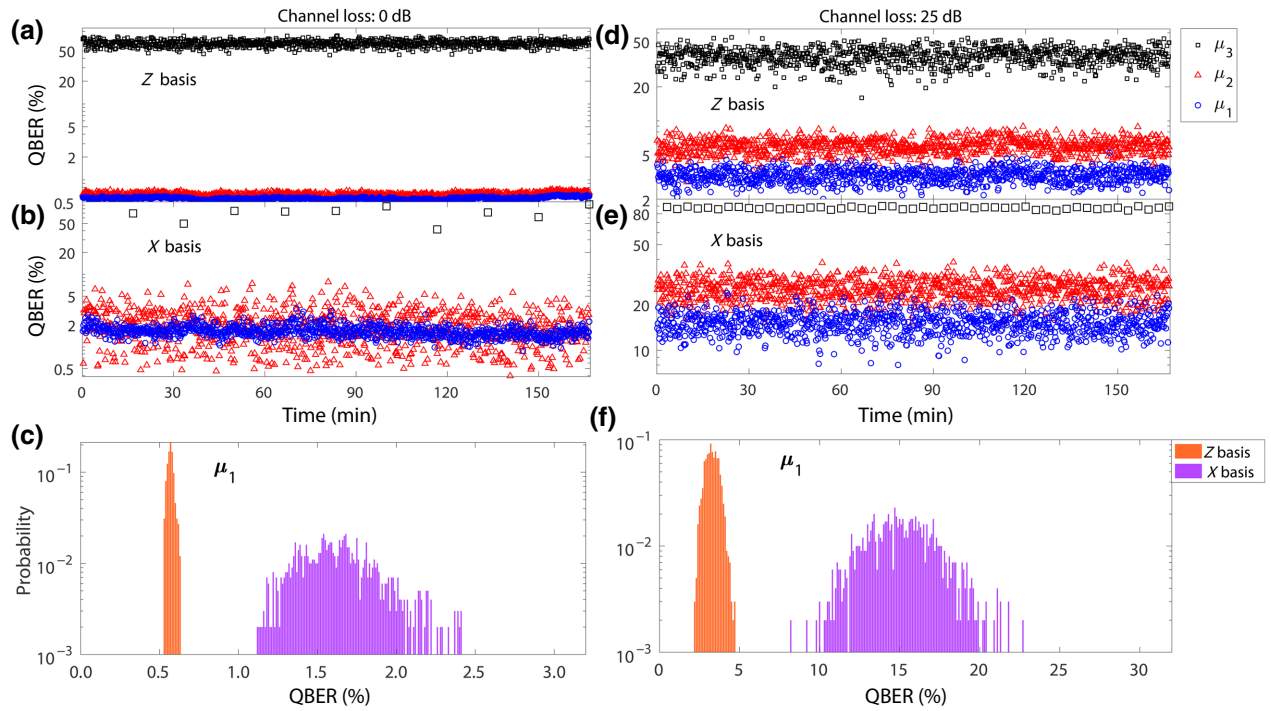 Channel loss: 0 dB
(a)
50
20
5
2
0.5
QBER (%)
Z basis
(b)
50
20
5
2
0.5
QBER (%)
X basis
0 30 60 90 120 150
Time (min)
(c)
10⁻¹
10⁻²
10⁻³
Probability
μ₁
0.0 0.5 1.0 1.5 2.0 2.5 3.0
QBER (%)
Channel loss: 25 dB
(d)
50
20
5
2
Z basis
μ₃
μ₂
μ₁
(e)
80
50
20
10
X basis
0 30 60 90 120 150
Time (min)
(f)
10⁻¹
10⁻²
10⁻³
μ₁
Z basis
X basis
0 5 10 15 20 25 30
QBER (%)